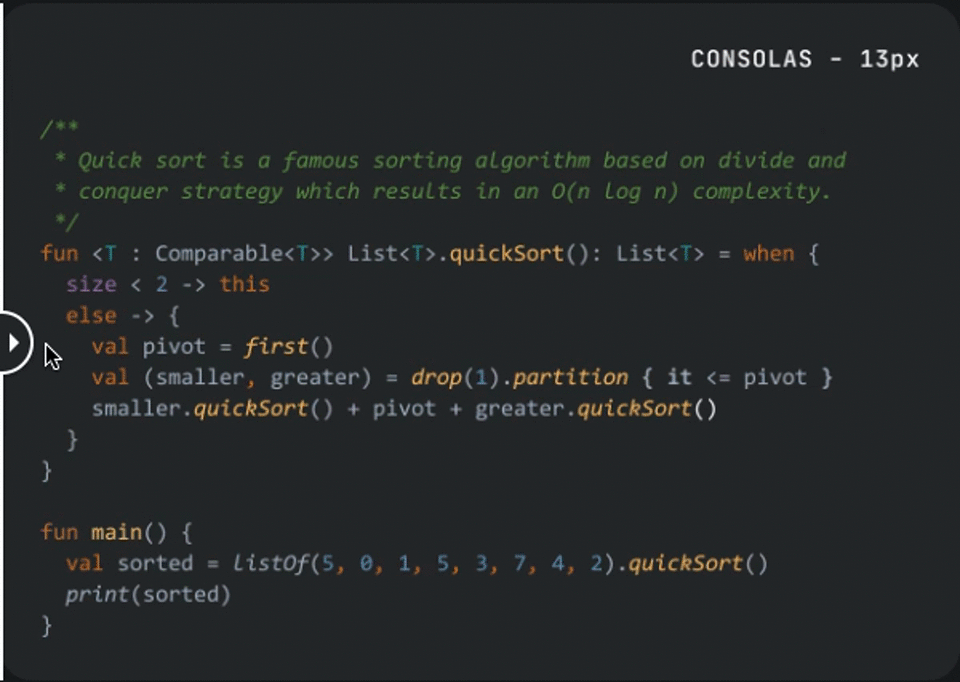 CONSOLAS - 13px
/**
 * Quick sort is a famous sorting algorithm based on divide and
 * conquer strategy which results in an O(n log n) complexity.
 */
fun <T : Comparable<T>> List<T>.quickSort(): List<T> = when {
  size < 2 -> this
  else -> {
    val pivot = first()
    val (smaller, greater) = drop(1).partition { it <= pivot }
    smaller.quickSort() + pivot + greater.quickSort()
  }
}
fun main() {
  val sorted = listOf(5, 0, 1, 5, 3, 7, 4, 2).quickSort()
  print(sorted)
}